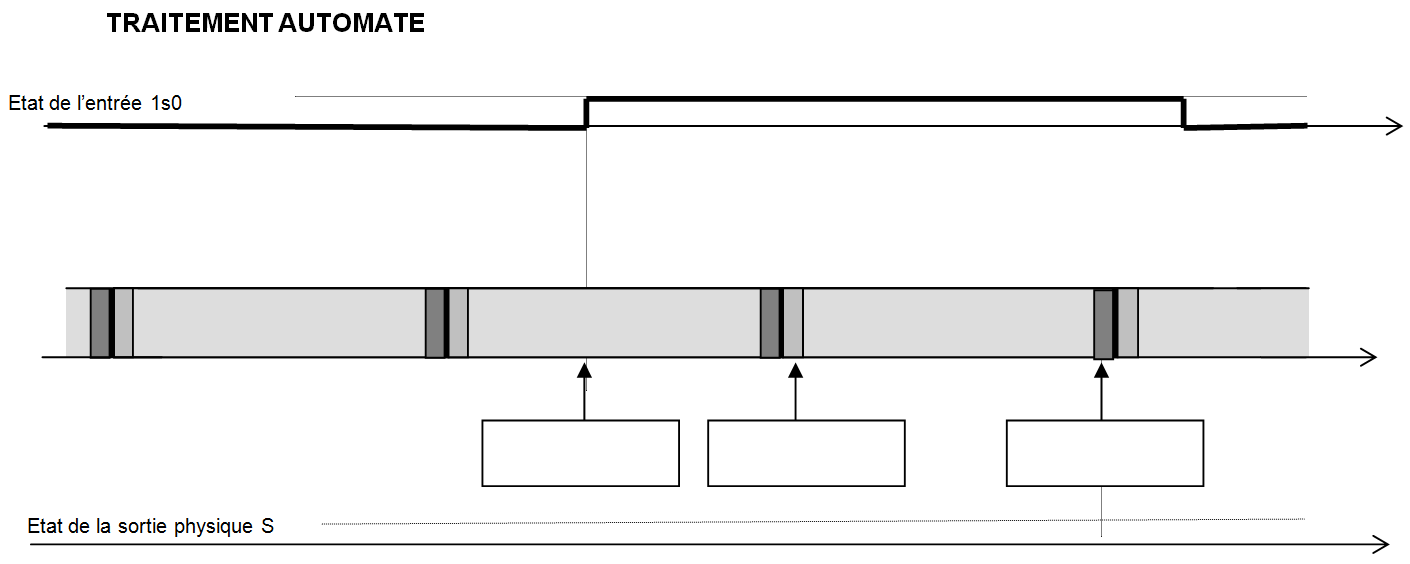 TRAITEMENT AUTOMATE
Etat de l’entrée 1s0
Etat de la sortie physique S